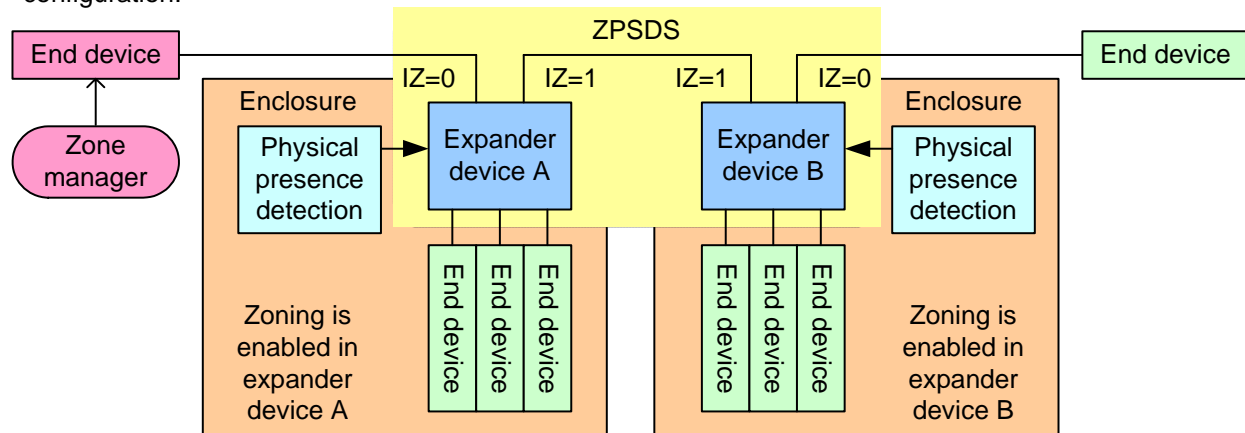 configuration.
ZPSDS
End device
End device
IZ=0
IZ=1
IZ=1
IZ=0
Enclosure
Enclosure
Zone
manager
Physical
presence
detection
Expander
device A
Expander
device B
Physical
presence
detection
End device
End device
End device
End device
End device
End device
Zoning is
enabled in
expander
device A
Zoning is
enabled in
expander
device B